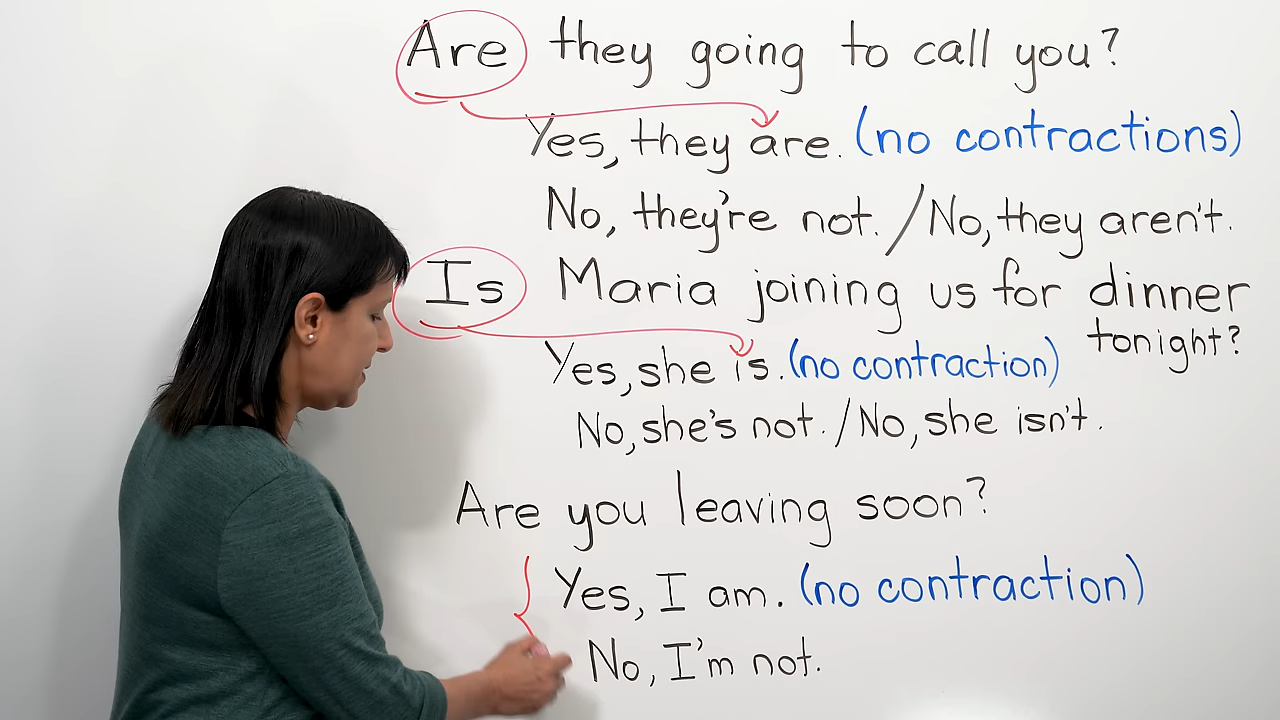 Are they going to call you?
Yes, they are. (no contractions)
No, they're not. / No, they aren't.
Is Maria joining us for dinner
tonight?
Yes, she is. (no contraction)
No, she's not. / No, she isn't.
Are you leaving soon?
Yes, I am. (no contraction)
No, I'm not.